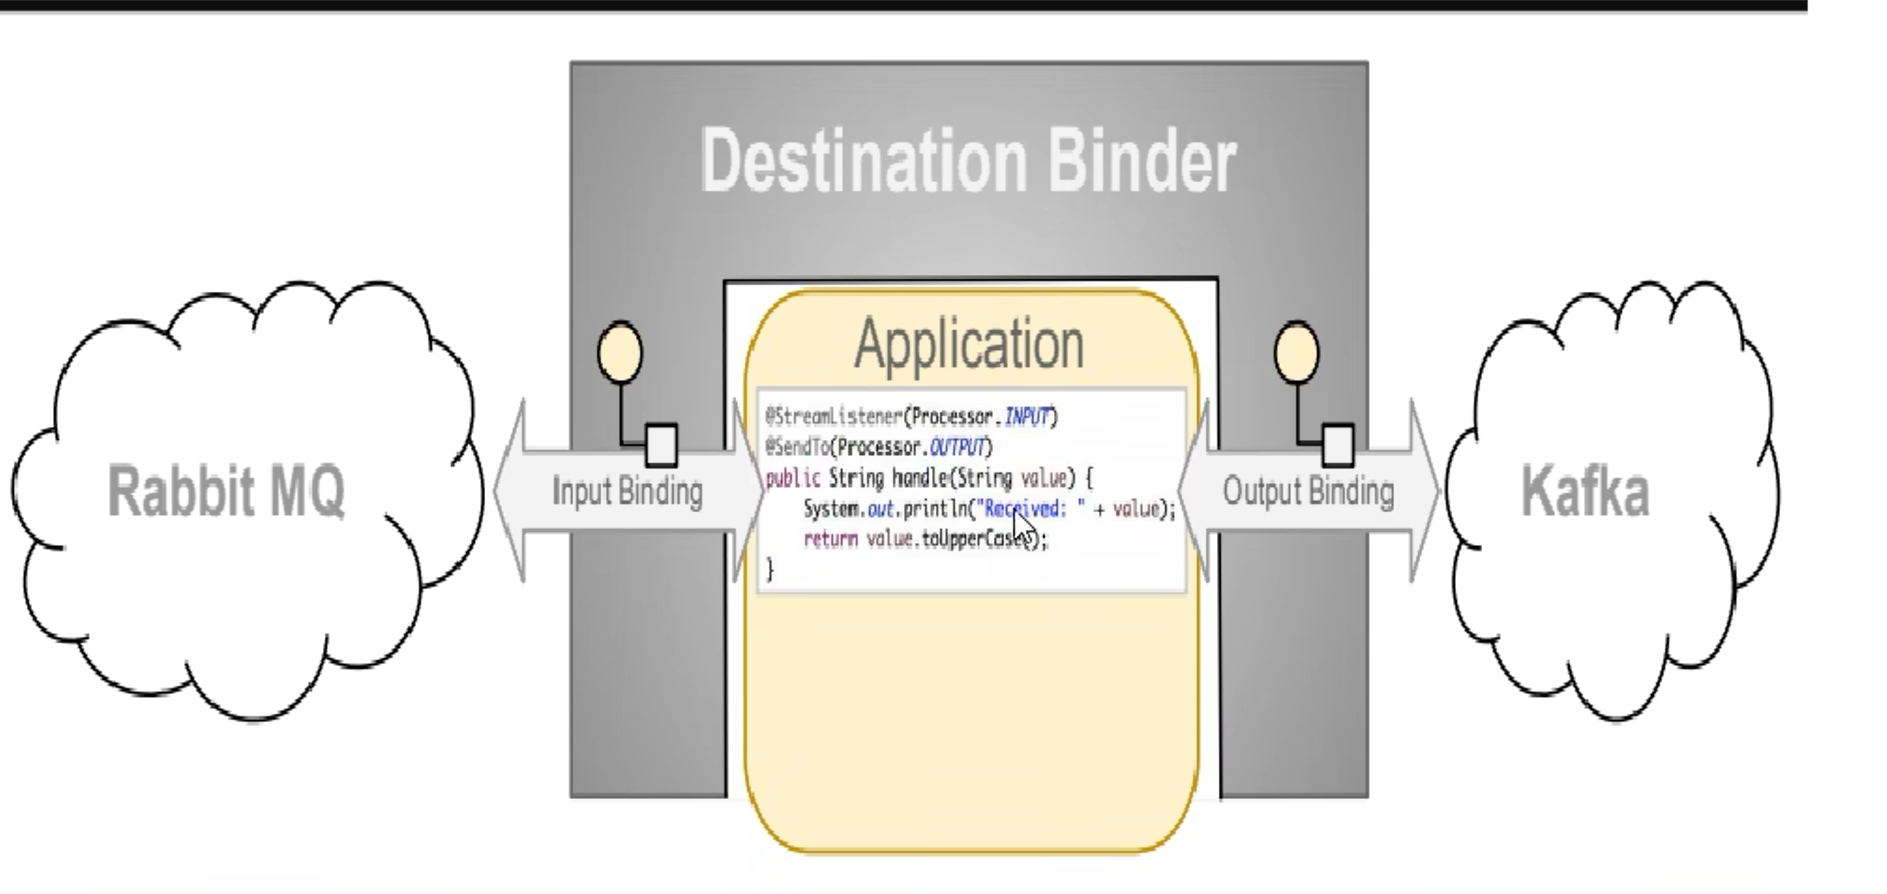 Destination Binder
Application
@StreamListener(Processor.INPUT)
@SendTo(Processor.OUTPUT)
public String handle(String value) {
System.out.println("Received: " + value);
return value.toUpperCase();
}
Rabbit MQ
Input Binding
Output Binding
Kafka